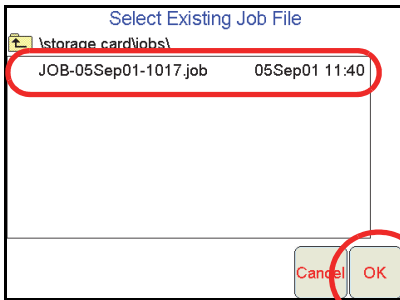 Select Existing Job File
\storage card\jobs\
JOB-05Sep01-1017.job 05Sep01 11:40
Cancel OK